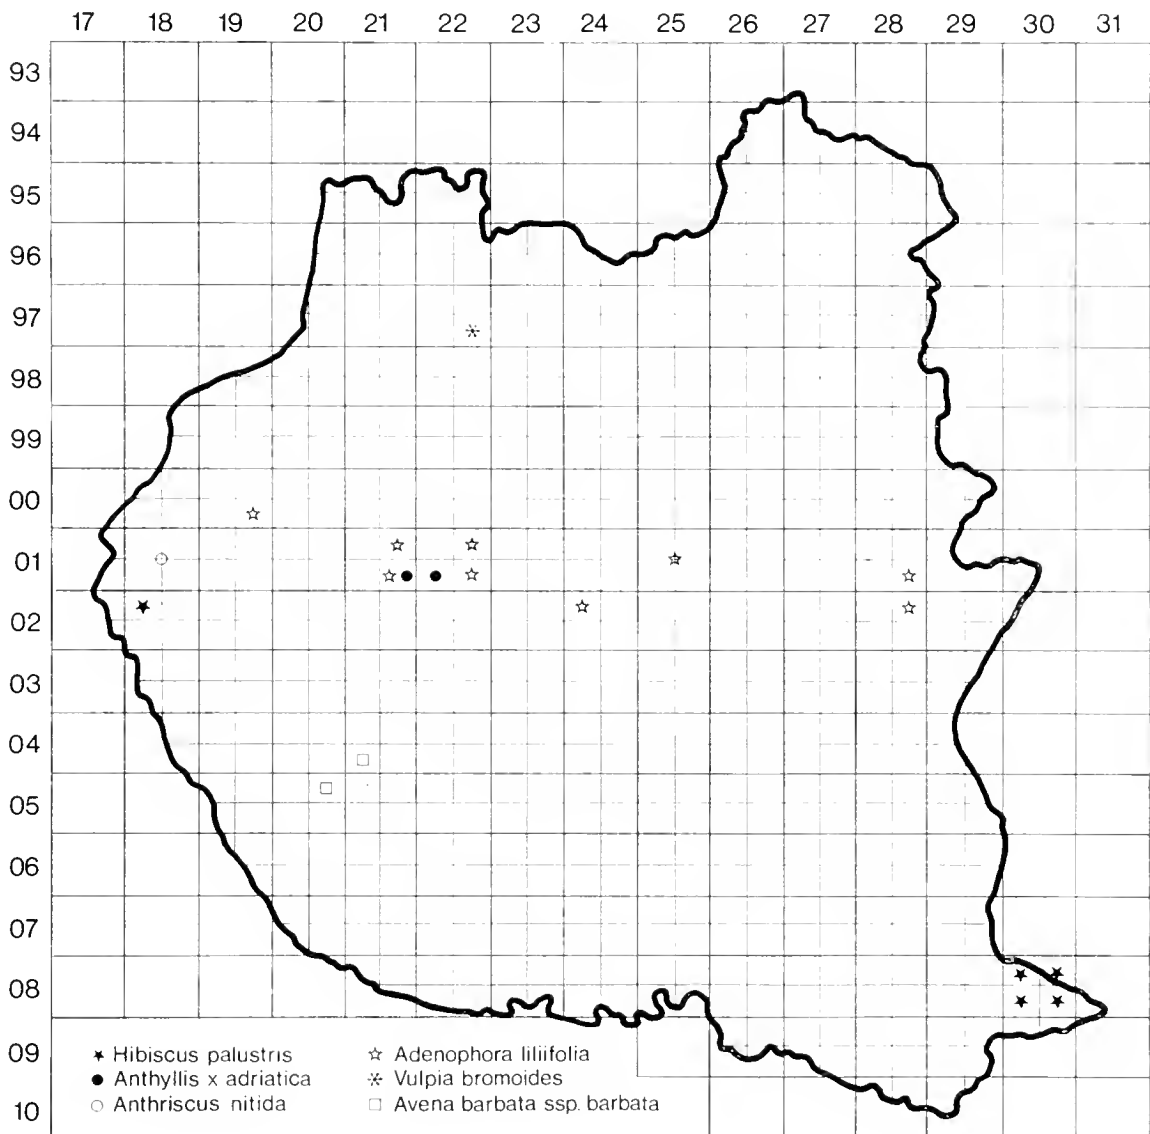 17 18 19 20 21 22 23 24 25 26 27 28 29 30 31
93
94
95
96
97
98
99
00
01
02
03
04
05
06
07
08
09
10
Hibiscus palustris
Anthyllis x adriatica
Anthriscus nitida
Adenophora liliifolia
Vulpia bromoides
Avena barbata ssp. barbata